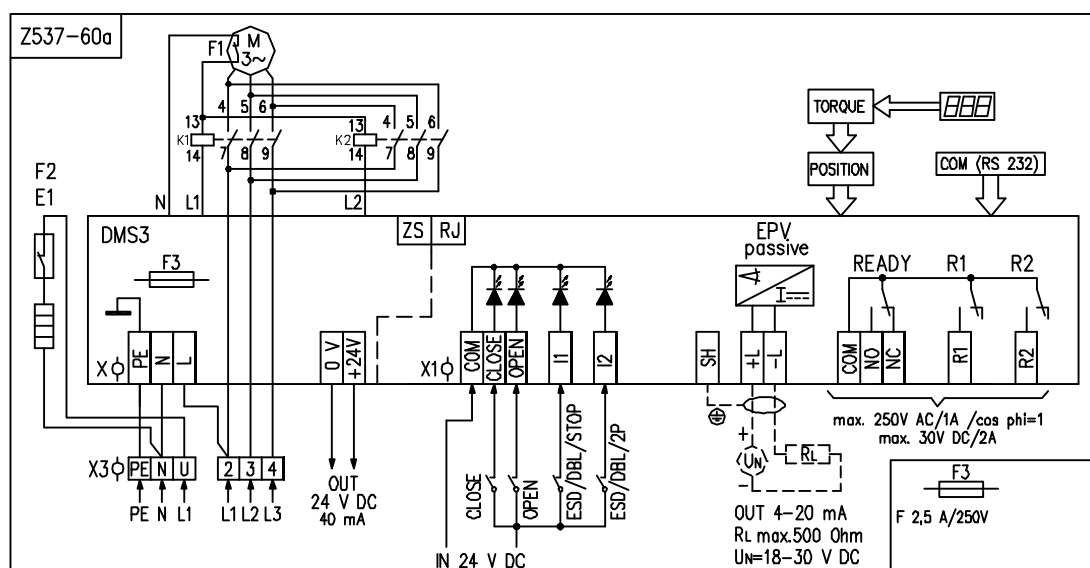 Z537-60a
F1
M
3~
4
5
6
13
K1
14
7
8
9
4
5
6
13
K2
14
7
8
9
TORQUE
888
POSITION
COM (RS 232)
F2
E1
N
L1
L2
DMS3
F3
ZS
RJ
EPV
passive
READY
R1
R2
PE
N
L
X
0 V
+24V
X1
COM
CLOSE
OPEN
I1
I2
SH
+L
-L
COM
NO
NC
R1
R2
max. 250V AC/1A /cos phi=1
max. 30V DC/2A
X3
PE
N
U
2
3
4
PE
N
L1
L1
L2
L3
OUT
24 V DC
40 mA
CLOSE
OPEN
ESD/DBL/STOP
ESD/DBL/2P
IN 24 V DC
+
UN
-
RL
OUT 4-20 mA
RL max.500 Ohm
UN=18-30 V DC
F3
F 2,5 A/250V